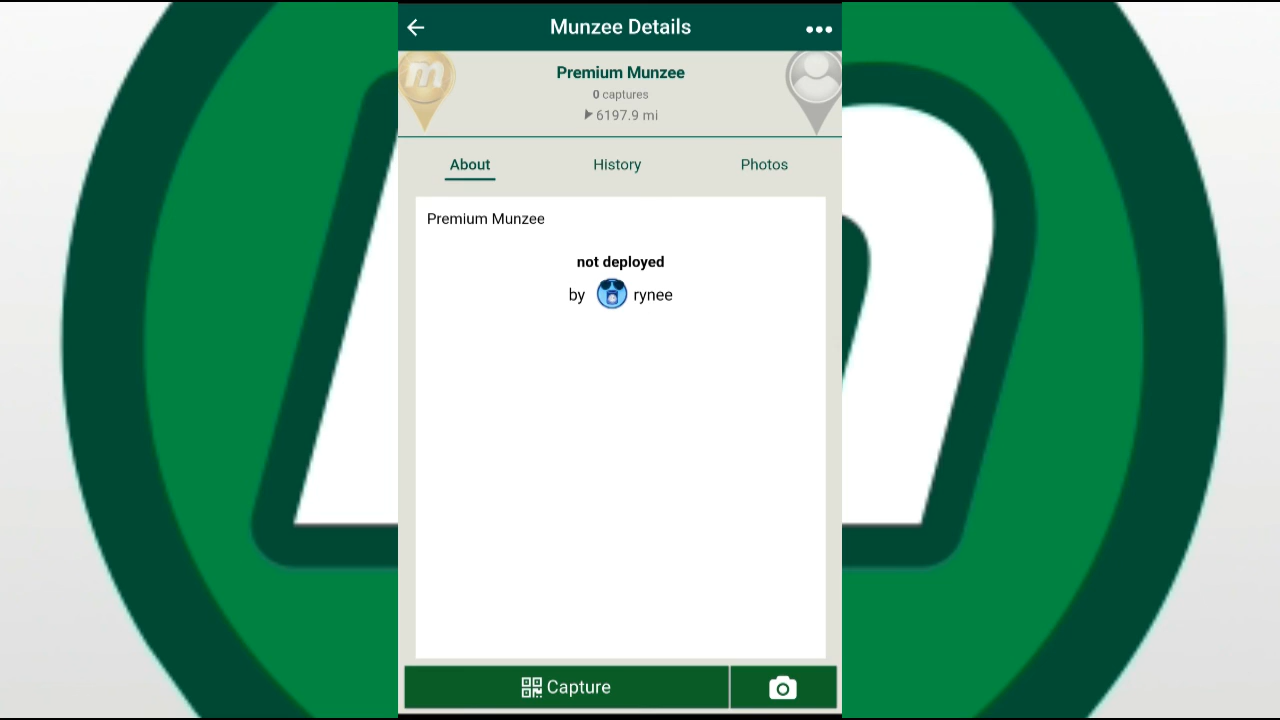 Munzee Details
m
Premium Munzee
0 captures
6197.9 mi
About
History
Photos
Premium Munzee
not deployed
by rynee
Capture